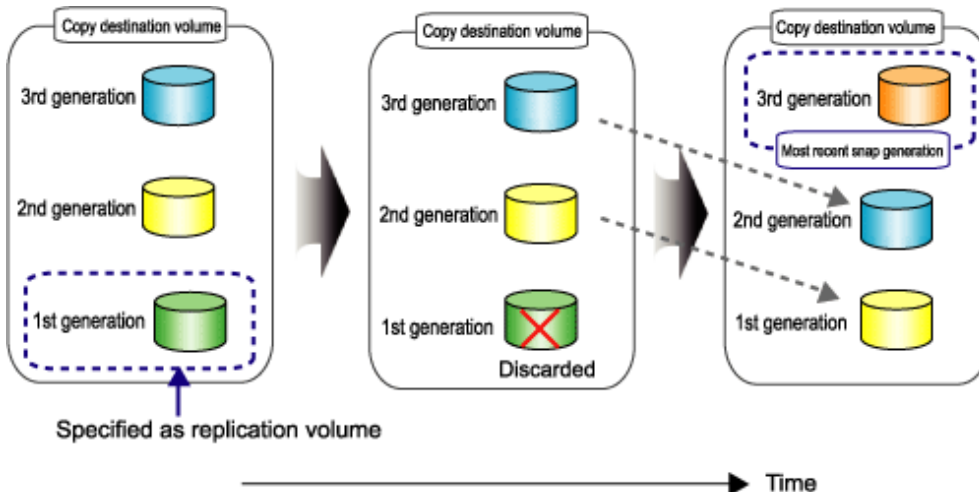 Copy destination volume
3rd generation
2nd generation
1st generation
Specified as replication volume
Copy destination volume
3rd generation
2nd generation
1st generation
Discarded
Copy destination volume
3rd generation
Most recent snap generation
2nd generation
1st generation
Time